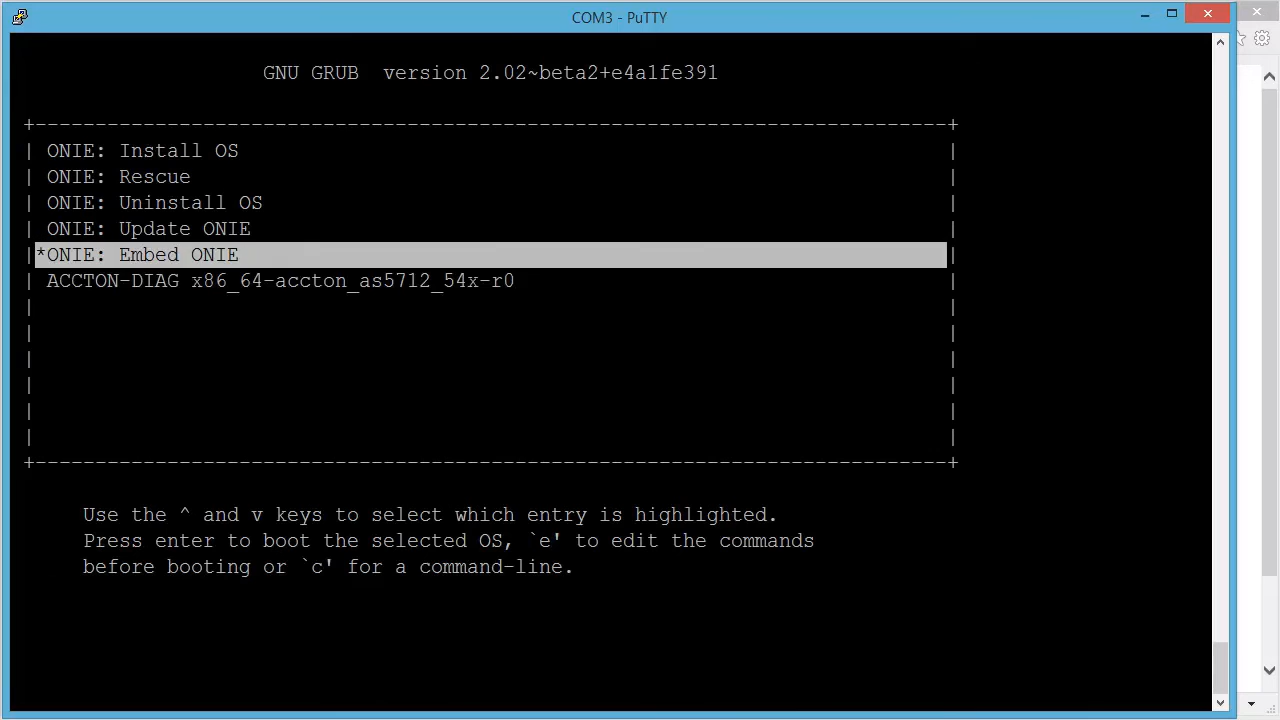 COM3 - PuTTY
GNU GRUB  version 2.02~beta2+e4a1fe391
+----------------------------------------------------------------------------+
| ONIE: Install OS                                                           |
| ONIE: Rescue                                                               |
| ONIE: Uninstall OS                                                         |
| ONIE: Update ONIE                                                          |
|*ONIE: Embed ONIE                                                           |
| ACCTON-DIAG x86_64-accton_as5712_54x-r0                                    |
|                                                                            |
|                                                                            |
|                                                                            |
|                                                                            |
|                                                                            |
|                                                                            |
+----------------------------------------------------------------------------+
Use the ^ and v keys to select which entry is highlighted.
Press enter to boot the selected OS, `e' to edit the commands
before booting or `c' for a command-line.